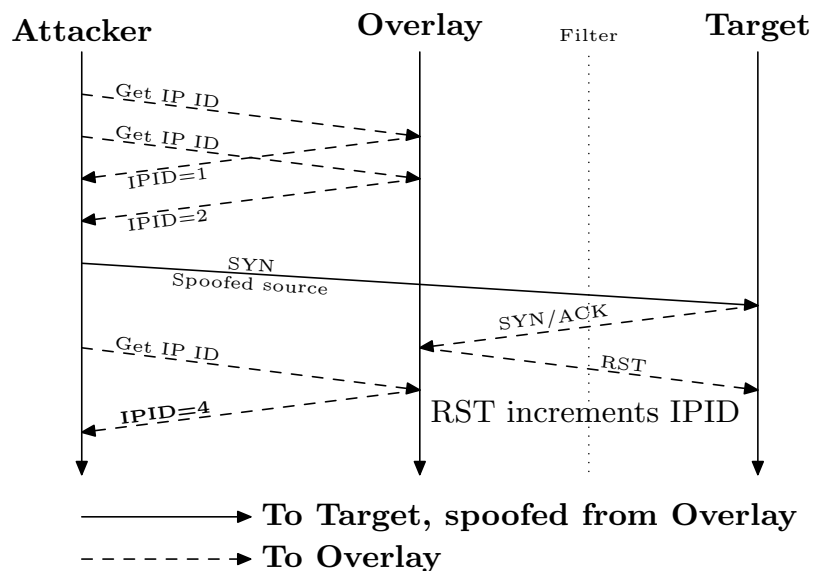 Attacker
Overlay
Filter
Target
Get IP ID
Get IP ID
IPID=1
IPID=2
SYN
Spoofed source
SYN/ACK
Get IP ID
RST
IPID=4
RST increments IPID
To Target, spoofed from Overlay
To Overlay